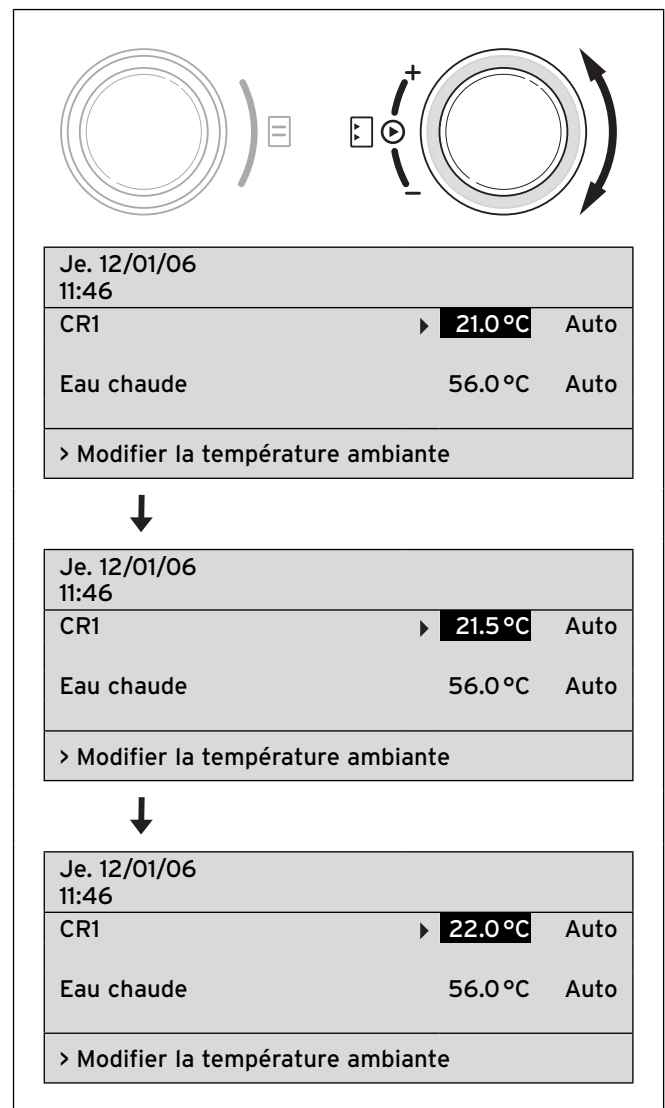 +
−
Je. 12/01/06
11:46
CR1 21.0 °C Auto
Eau chaude 56.0 °C Auto
> Modifier la température ambiante
Je. 12/01/06
11:46
CR1 21.5 °C Auto
Eau chaude 56.0 °C Auto
> Modifier la température ambiante
Je. 12/01/06
11:46
CR1 22.0 °C Auto
Eau chaude 56.0 °C Auto
> Modifier la température ambiante